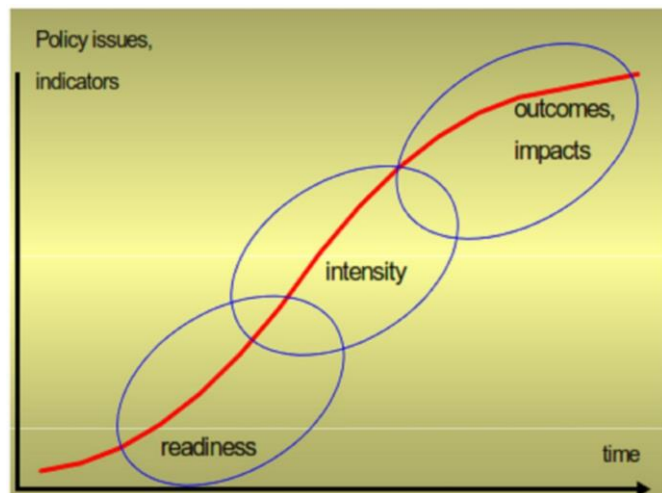 Policy issues,
indicators
outcomes,
impacts
intensity
readiness
time